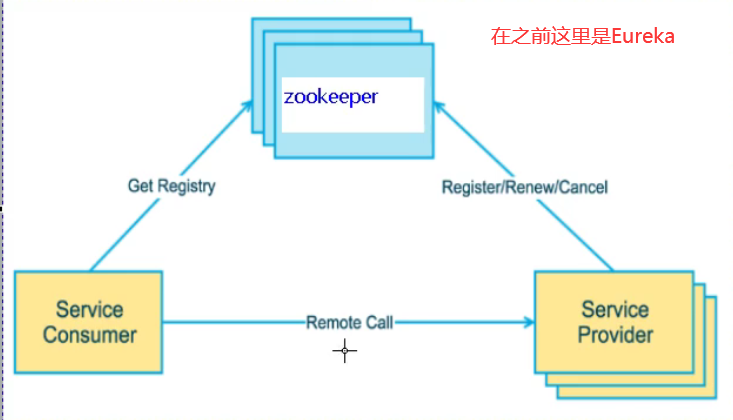 在之前这里是Eureka
zookeeper
Get Registry
Register/Renew/Cancel
Service
Consumer
Remote Call
Service
Provider